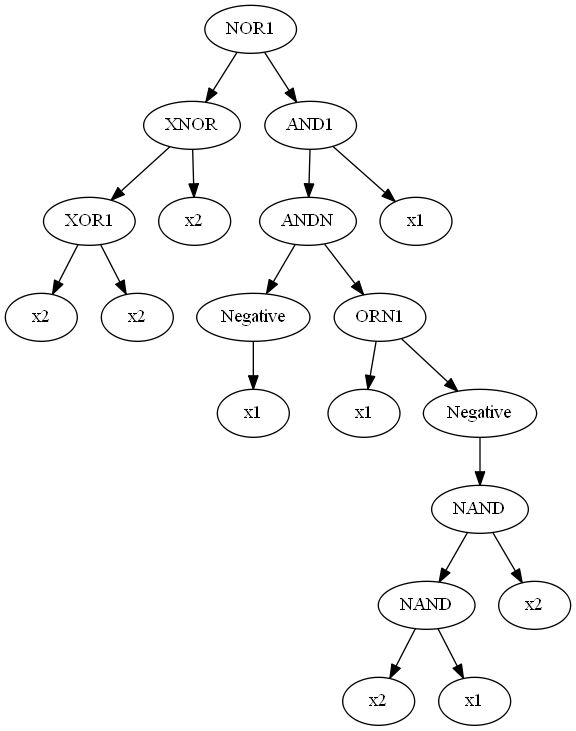 NOR1
XNOR
AND1
XOR1
x2
ANDN
x1
x2
x2
Negative
ORN1
x1
x1
Negative
NAND
NAND
x2
x2
x1